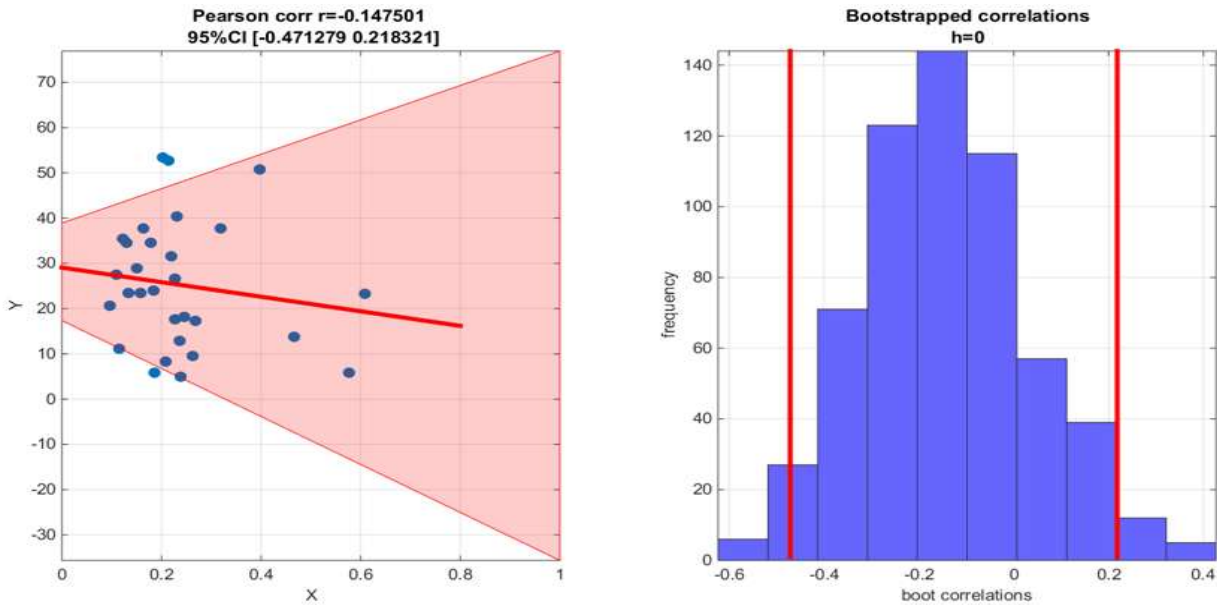 Pearson corr r=-0.147501
95%CI [-0.471279 0.218321]
70
60
50
40
30
20
10
0
-10
-20
-30
Y
0 0.2 0.4 0.6 0.8 1
X
Bootstrapped correlations
h=0
140
120
100
80
60
40
20
0
frequency
-0.6 -0.4 -0.2 0 0.2 0.4
boot correlations